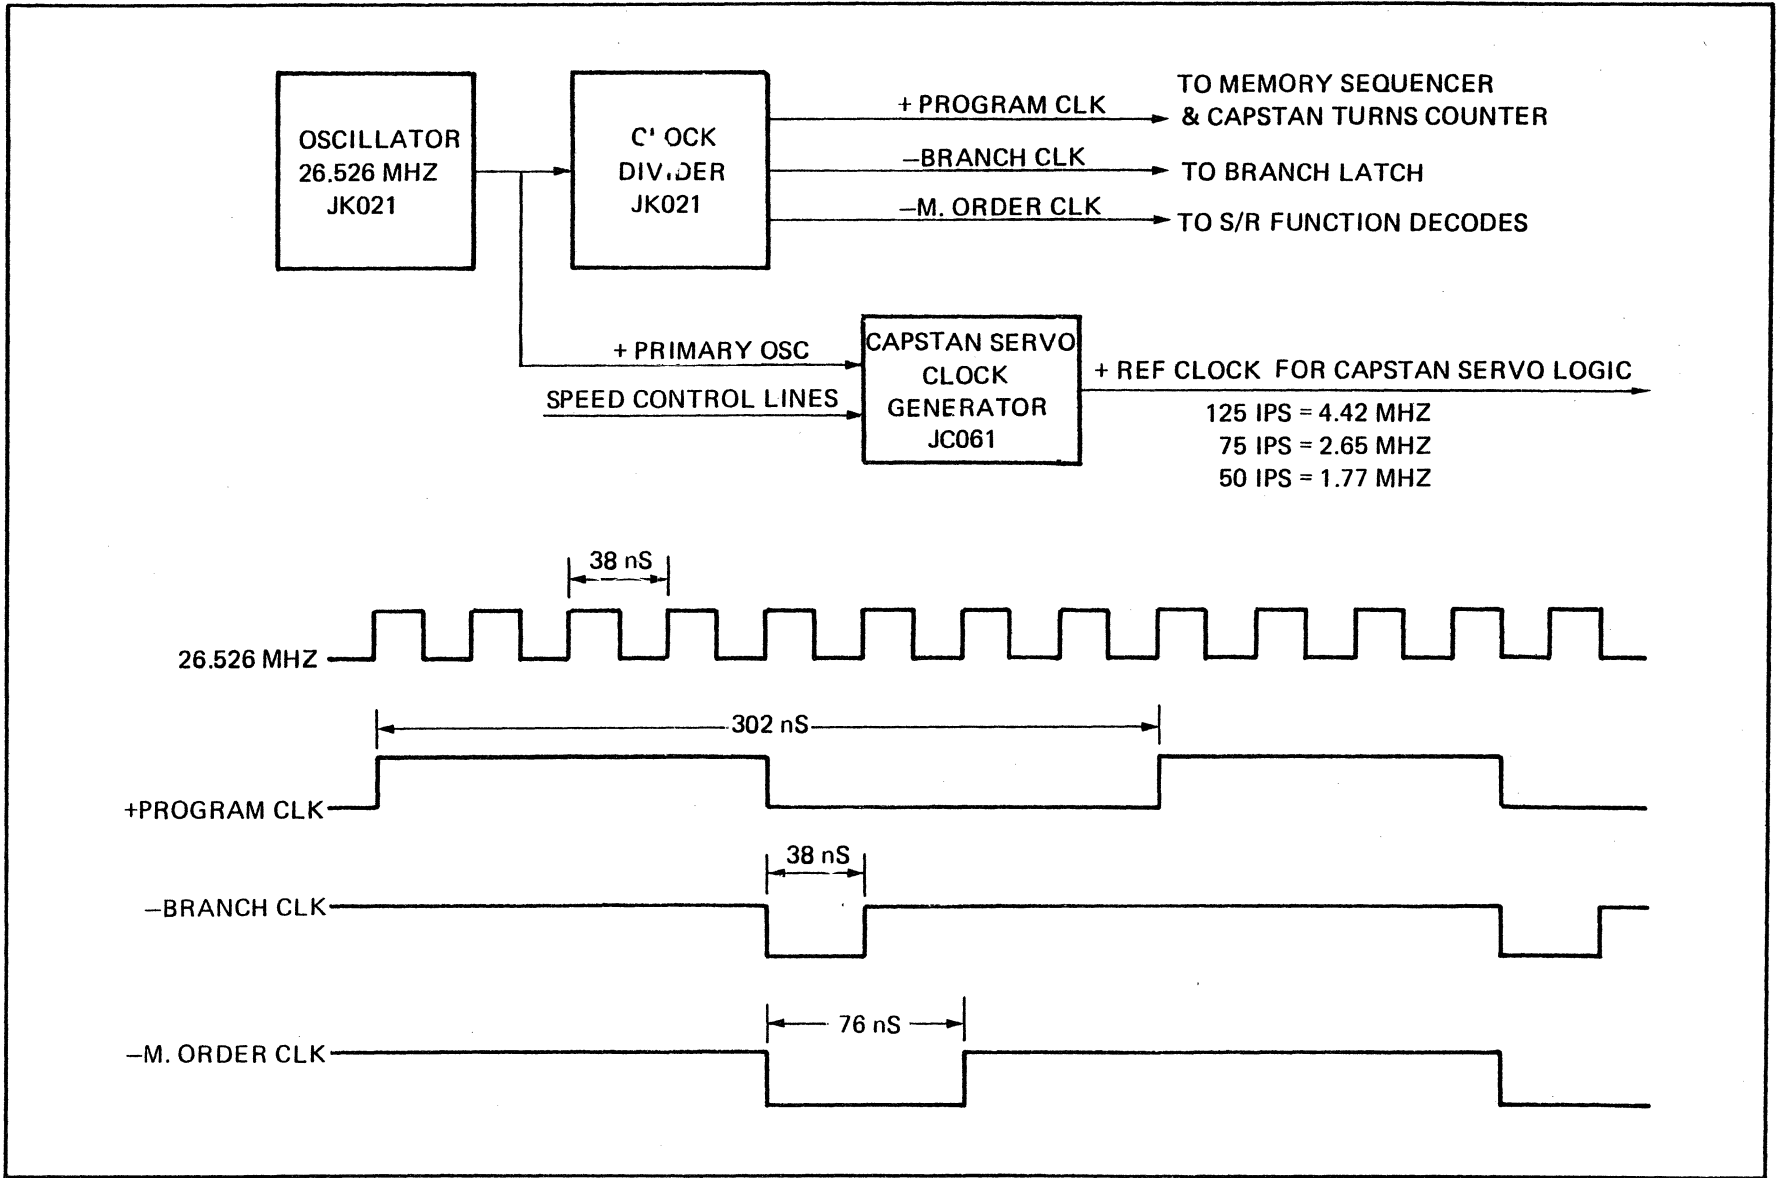 OSCILLATOR
26.526 MHZ
JK021
C' OCK
DIVIDER
JK021
+ PROGRAM CLK
TO MEMORY SEQUENCER
& CAPSTAN TURNS COUNTER
–BRANCH CLK
TO BRANCH LATCH
–M. ORDER CLK
TO S/R FUNCTION DECODES
+ PRIMARY OSC
SPEED CONTROL LINES
CAPSTAN SERVO
CLOCK
GENERATOR
JC061
+ REF CLOCK FOR CAPSTAN SERVO LOGIC
125 IPS = 4.42 MHZ
75 IPS = 2.65 MHZ
50 IPS = 1.77 MHZ
38 nS
26.526 MHZ
302 nS
+PROGRAM CLK
38 nS
–BRANCH CLK
76 nS
–M. ORDER CLK